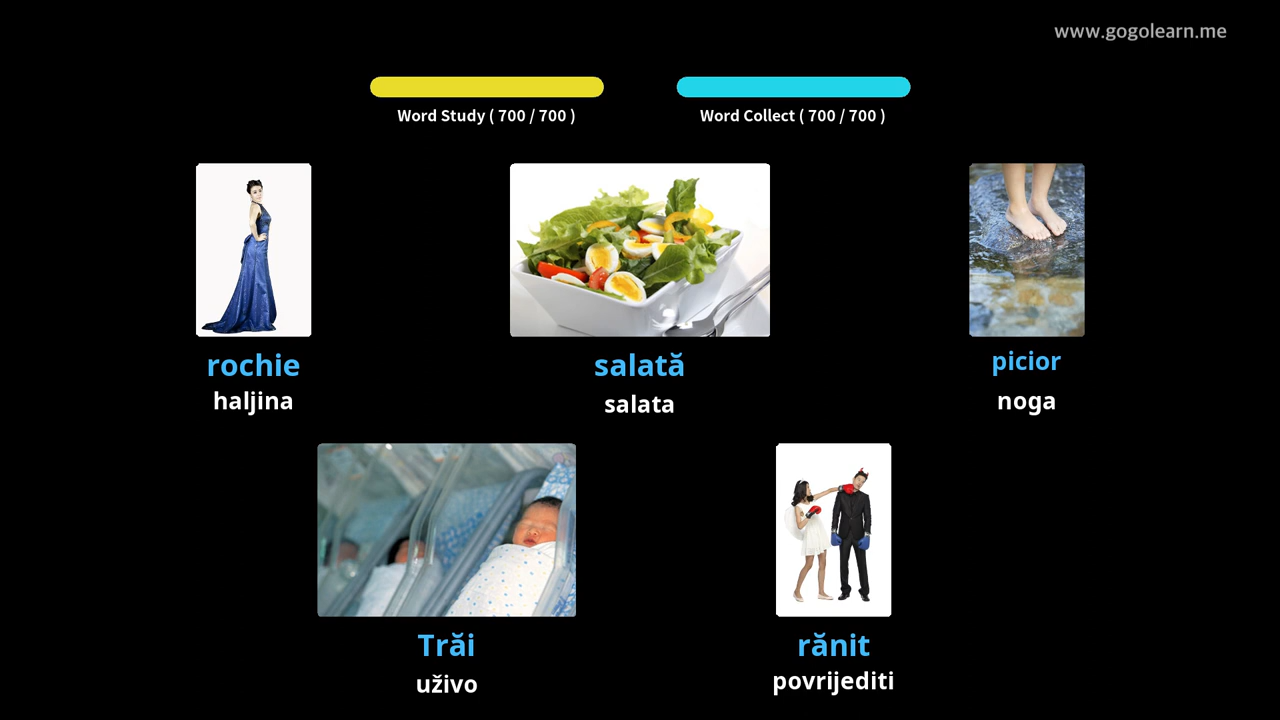 www.gogolearn.me
Word Study ( 700 / 700 )
Word Collect ( 700 / 700 )
rochie
haljina
salată
salata
picior
noga
Trăi
uživo
rănit
povrijediti